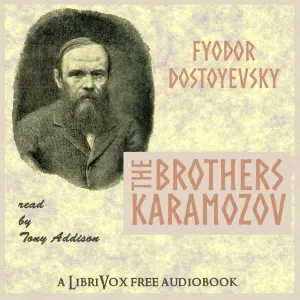 FYODOR
DOSTOYEVSKY
THE
BROTHERS
KARAMOZOV
read
by
Tony Addison
A LIBRIVOX FREE AUDIOBOOK